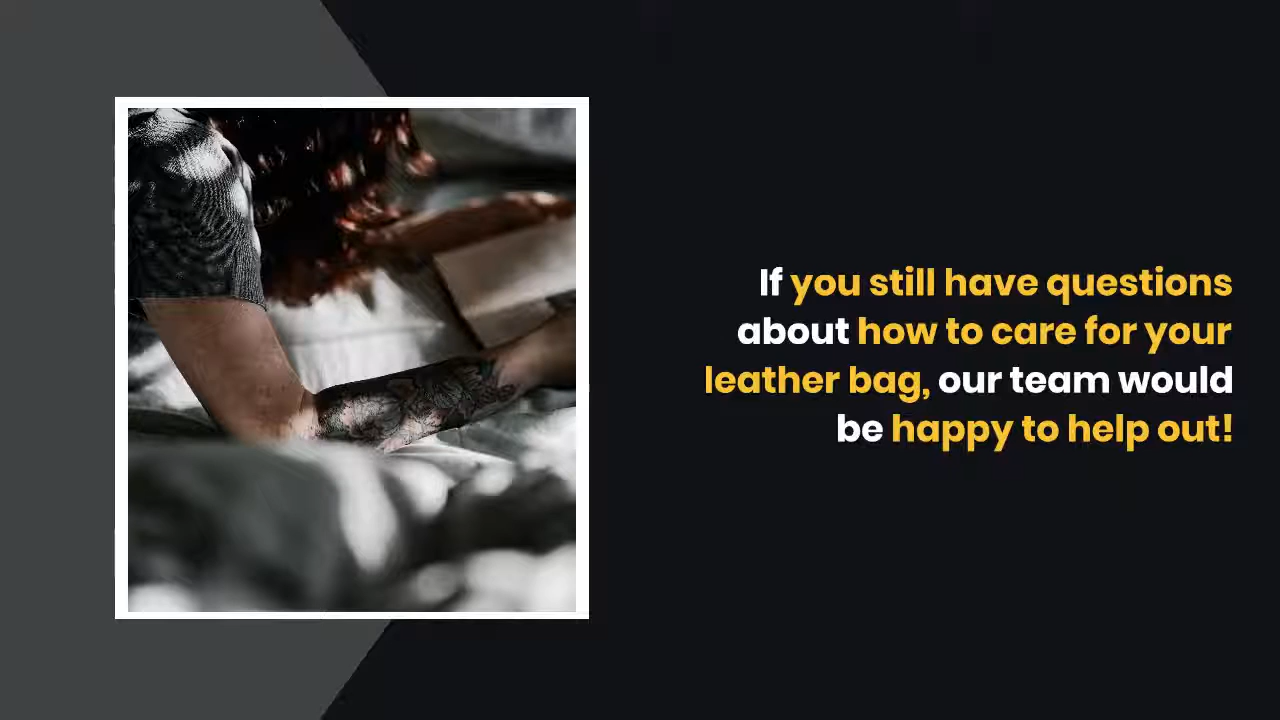 If you still have questions
about how to care for your
leather bag, our team would
be happy to help out!